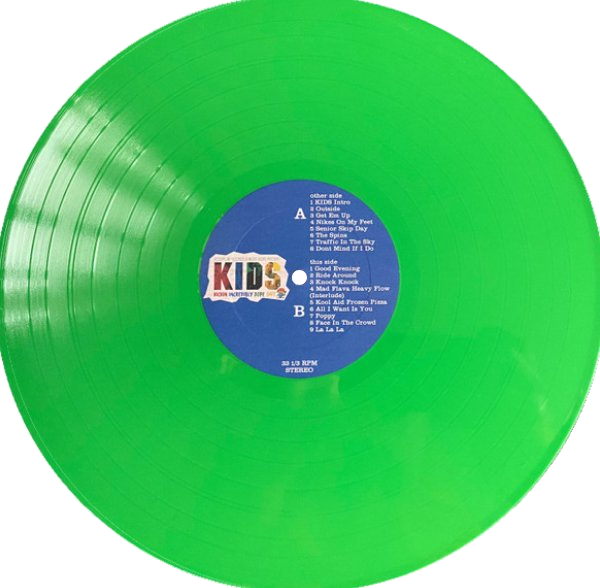 other side
1 KIDS Intro
2 Outside
3 Get Em Up
A
4 Nikes On My Feet
5 Senior Skip Day
6 The Spins
7 Traffic In The Sky
8 Dont Mind If I Do
this side
1 Good Evening
2 Ride Around
3 Knock Knock
4 Mad Flava Heavy Flow
(Interlude)
5 Kool Aid Frozen Pizza
B
6 All I Want Is You
7 Poppy
8 Face In The Crowd
9 La La La
KIDS
KICKIN INCREDIBLY DOPE SHIT
33 1/3 RPM
STEREO